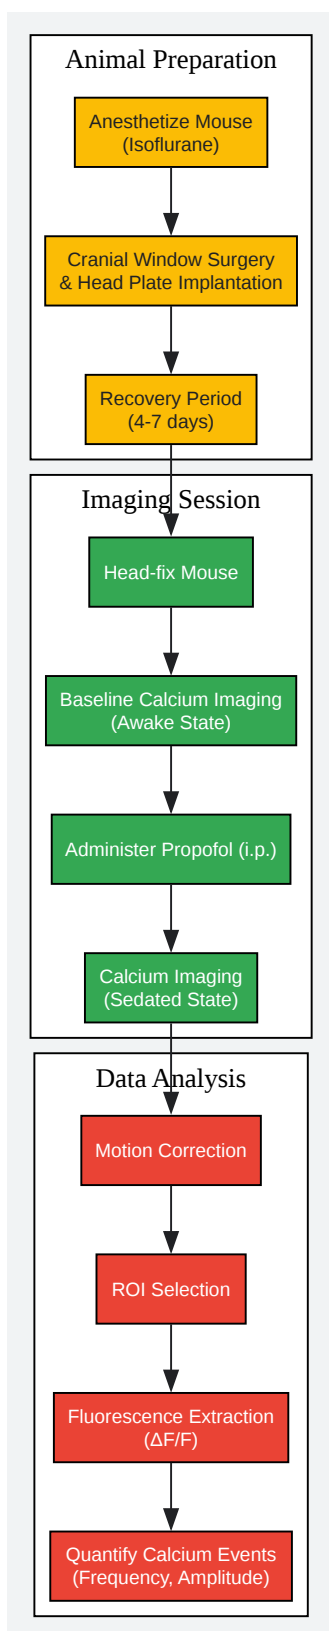 Animal Preparation
Anesthetize Mouse
(Isoflurane)
Cranial Window Surgery
& Head Plate Implantation
Recovery Period
(4-7 days)
Imaging Session
Head-fix Mouse
Baseline Calcium Imaging
(Awake State)
Administer Propofol (i.p.)
Calcium Imaging
(Sedated State)
Data Analysis
Motion Correction
ROI Selection
Fluorescence Extraction
(ΔF/F)
Quantify Calcium Events
(Frequency, Amplitude)